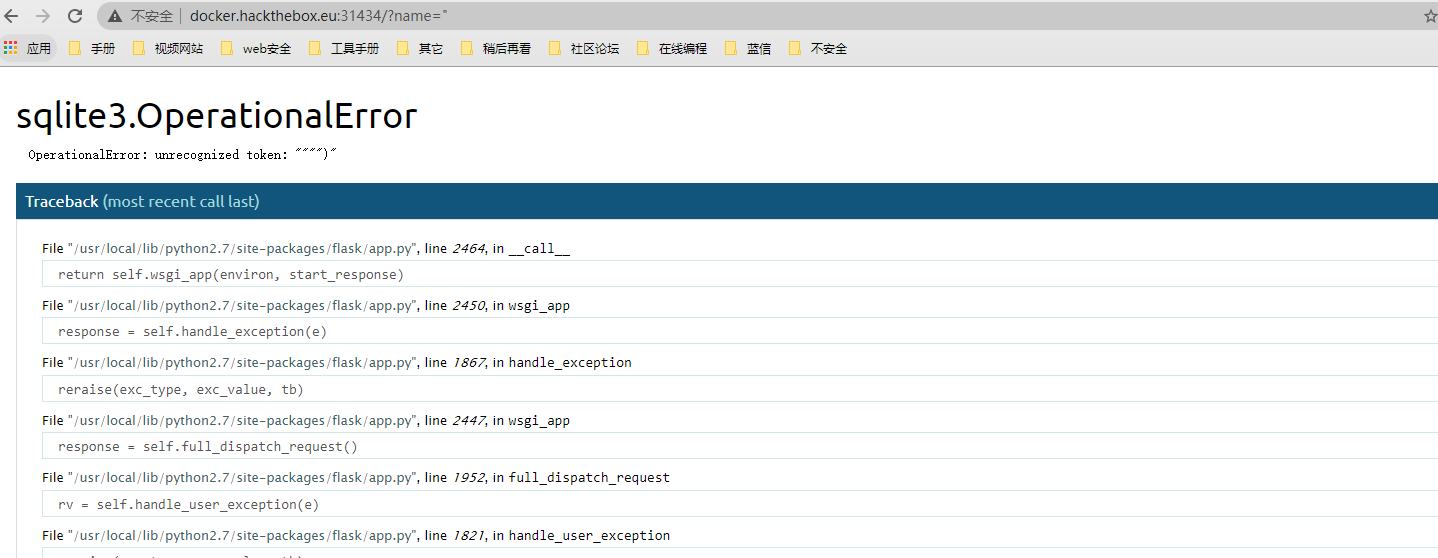 不安全 docker.hackthebox.eu:31434/?name="
应用 手册 视频网站 web安全 工具手册 其它 稍后再看 社区论坛 在线编程 蓝信 不安全
sqlite3.OperationalError
OperationalError: unrecognized token: """")"
Traceback (most recent call last)
File "/usr/local/lib/python2.7/site-packages/flask/app.py", line 2464, in __call__
return self.wsgi_app(environ, start_response)
File "/usr/local/lib/python2.7/site-packages/flask/app.py", line 2450, in wsgi_app
response = self.handle_exception(e)
File "/usr/local/lib/python2.7/site-packages/flask/app.py", line 1867, in handle_exception
reraise(exc_type, exc_value, tb)
File "/usr/local/lib/python2.7/site-packages/flask/app.py", line 2447, in wsgi_app
response = self.full_dispatch_request()
File "/usr/local/lib/python2.7/site-packages/flask/app.py", line 1952, in full_dispatch_request
rv = self.handle_user_exception(e)
File "/usr/local/lib/python2.7/site-packages/flask/app.py", line 1821, in handle_user_exception